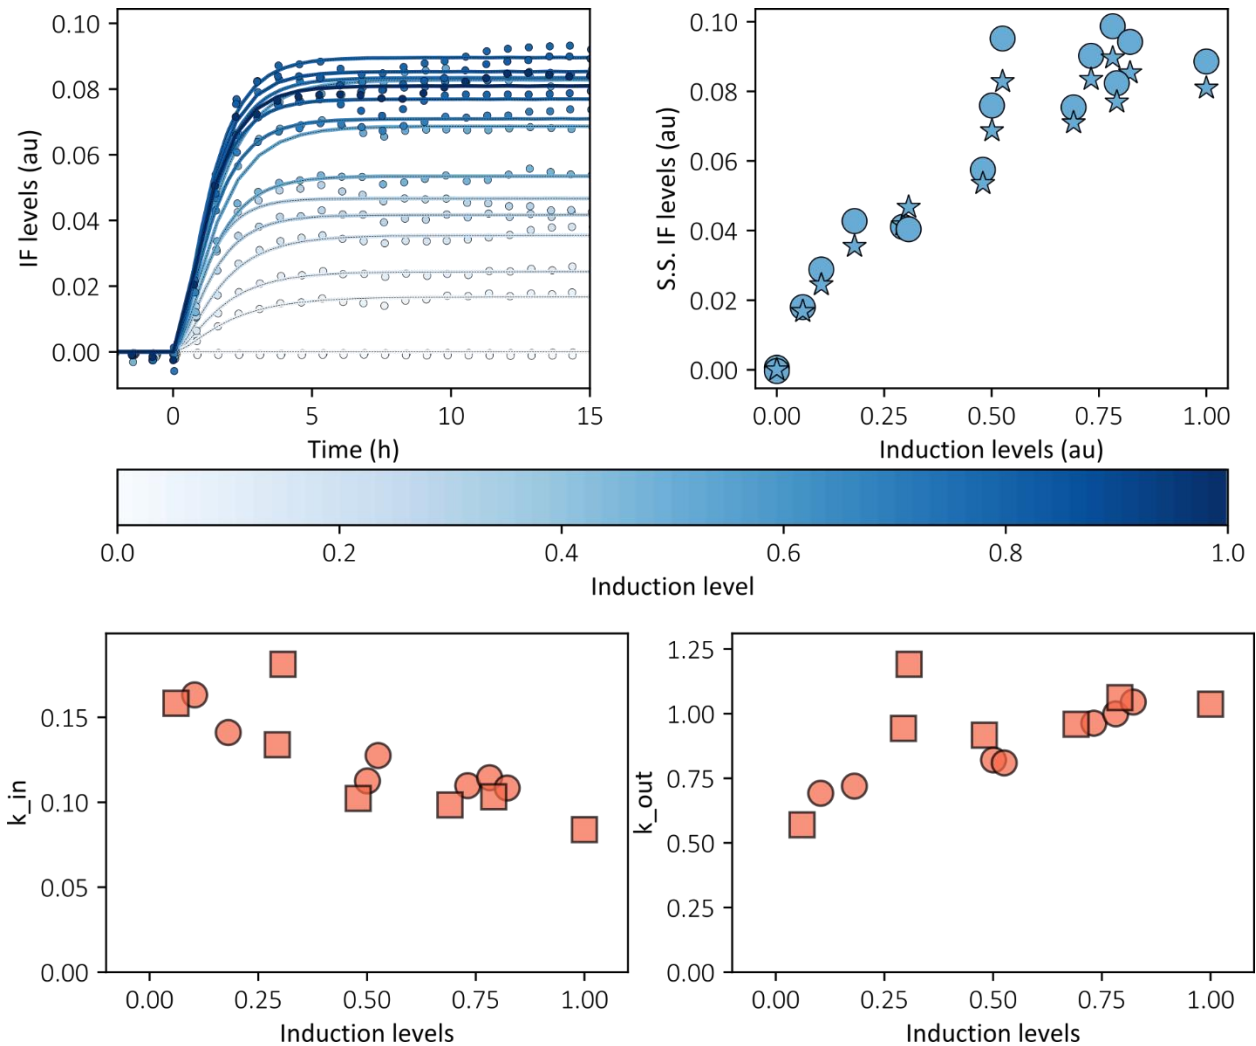 0.10
0.08
0.06
0.04
0.02
0.00
IF levels (au)
0 5 10 15
Time (h)
0.10
0.08
0.06
0.04
0.02
0.00
S.S. IF levels (au)
0.00 0.25 0.50 0.75 1.00
Induction levels (au)
0.0 0.2 0.4 0.6 0.8 1.0
Induction level
0.15
0.10
0.05
0.00
k_in
0.00 0.25 0.50 0.75 1.00
Induction levels
1.25
1.00
0.75
0.50
0.25
0.00
k_out
0.00 0.25 0.50 0.75 1.00
Induction levels